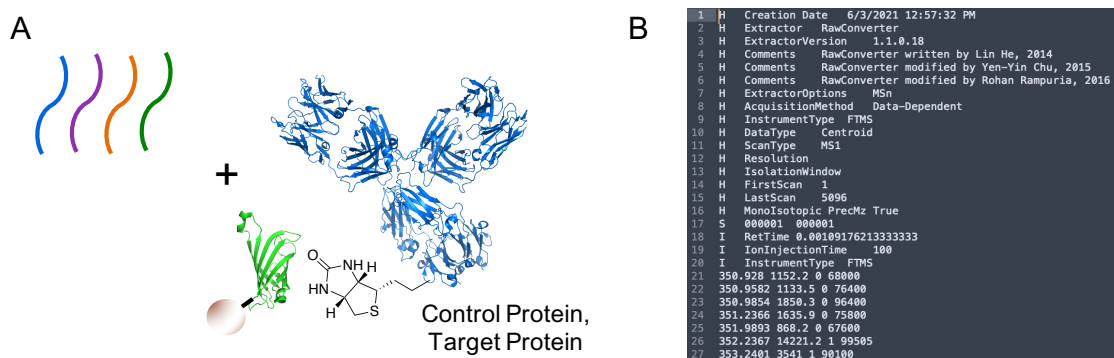 A
+
O
HN
NH
H
H
S
Control Protein,
Target Protein
B
1 H Creation Date 6/3/2021 12:57:32 PM
2 H Extractor RawConverter
3 H ExtractorVersion 1.1.0.18
4 H Comments RawConverter written by Lin He, 2014
5 H Comments RawConverter modified by Yen-Yin Chu, 2015
6 H Comments RawConverter modified by Rohan Rampuria, 2016
7 H ExtractorOptions MSn
8 H AcquisitionMethod Data-Dependent
9 H InstrumentType FTMS
10 H DataType Centroid
11 H ScanType MS1
12 H Resolution
13 H IsolationWindow
14 H FirstScan 1
15 H LastScan 5096
16 H MonoIsotopic PrecMz True
17 S 000001 000001
18 I RetTime 0.00109176213333333
19 I IonInjectionTime 100
20 I InstrumentType FTMS
21 350.928 1152.2 0 68000
22 350.9582 1133.5 0 76400
23 350.9854 1850.3 0 96400
24 351.2366 1635.9 0 75800
25 351.9893 868.2 0 67600
26 352.2367 14221.2 1 99505
27 353.2401 3541 1 90100